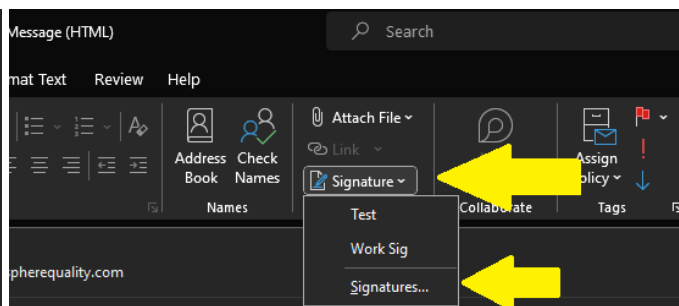 Message (HTML)
Search
mat Text Review Help
Attach File
Link
Address Book
Check Names
Signature
Assign
olicy
Names
Collaborate
Tags
Test
Work Sig
Signatures...
spherequality.com